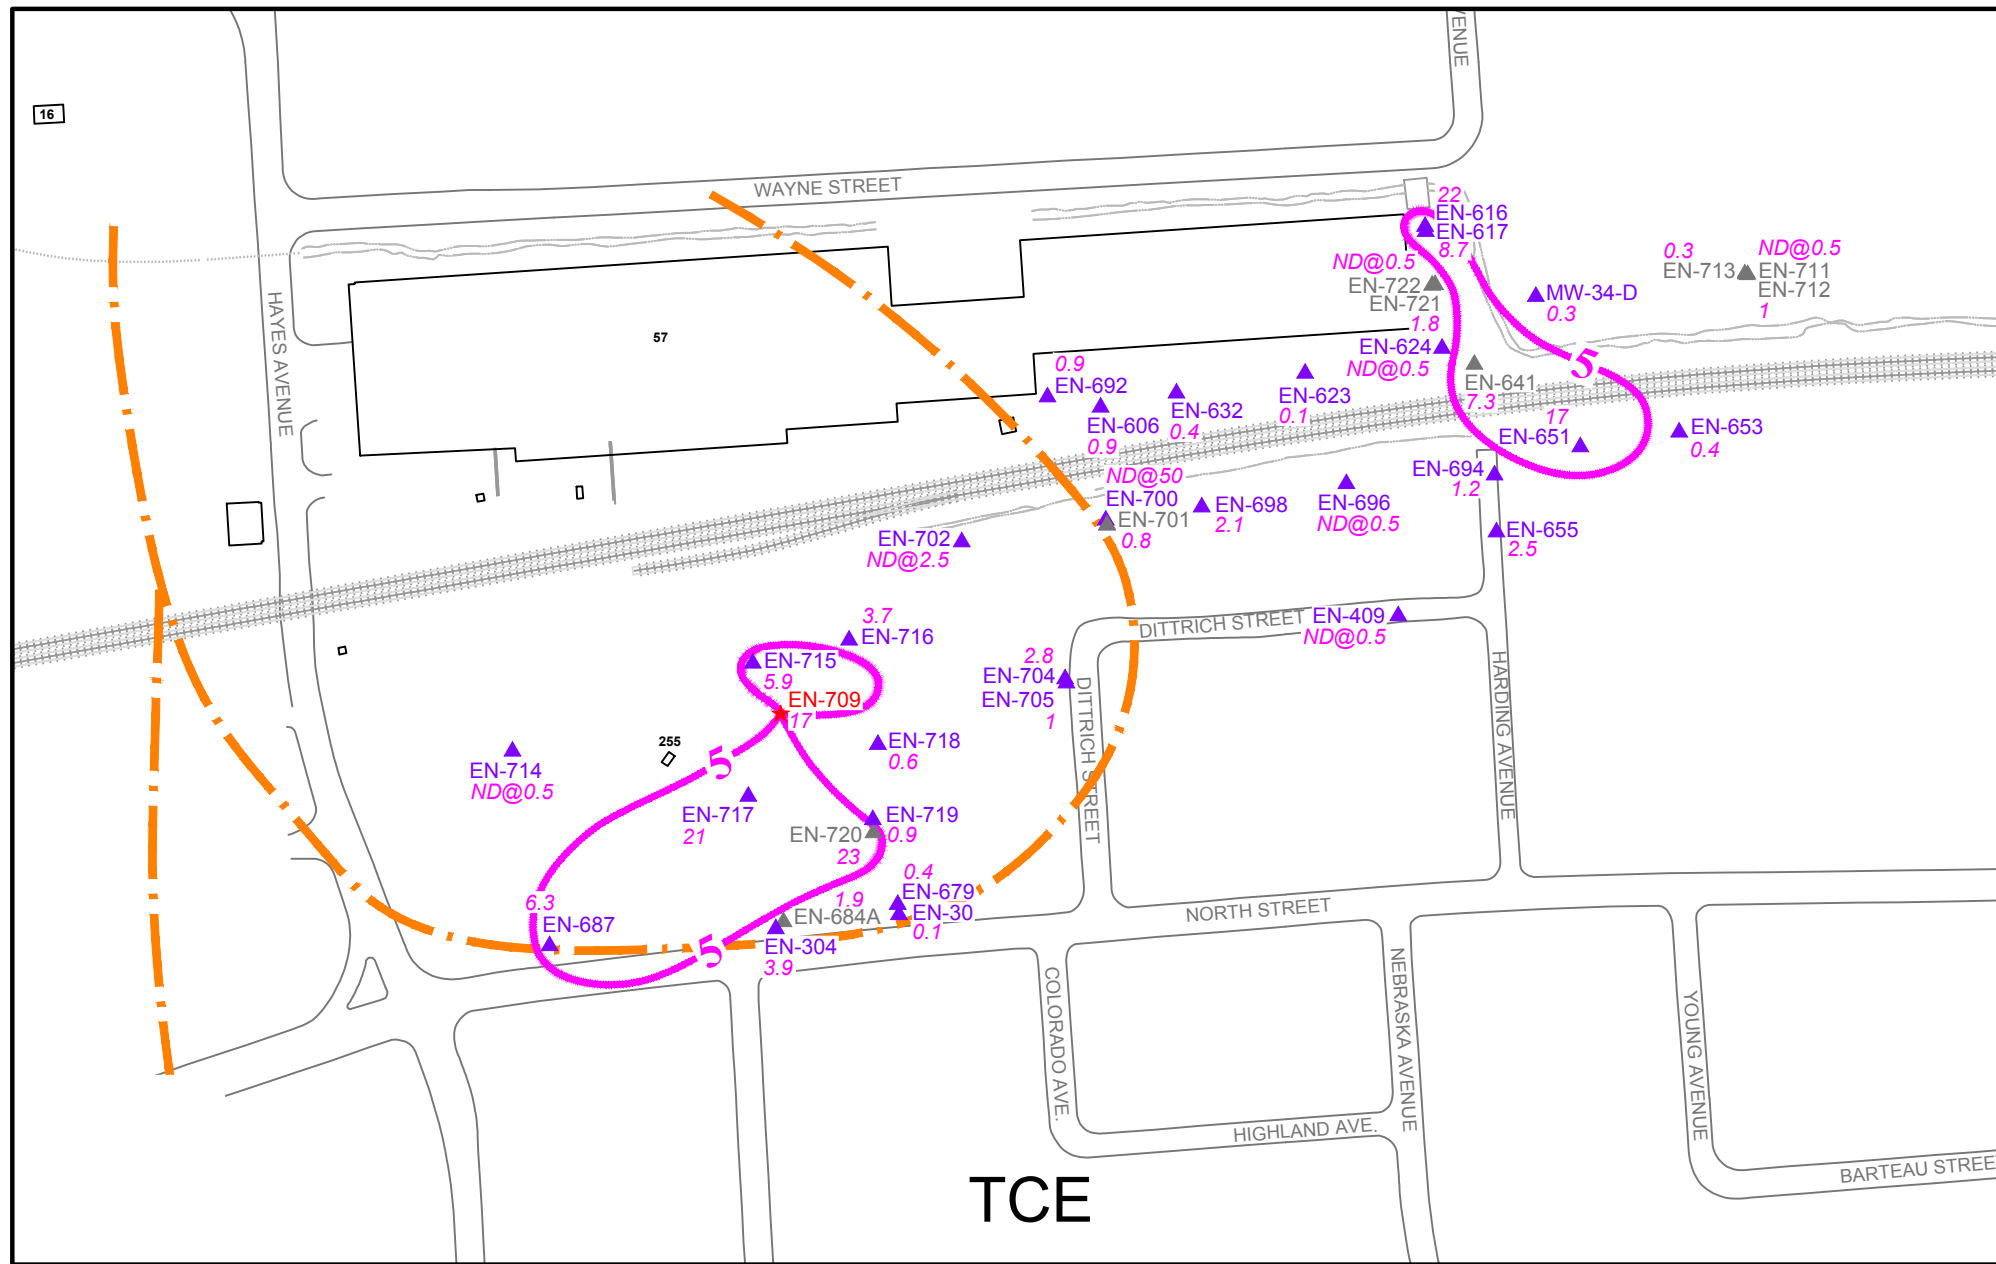 VENUE
16
WAYNE STREET
22
EN-616
EN-617
8.7
ND@0.5
EN-722
EN-721
1.8
0.3
EN-713
ND@0.5
EN-711
EN-712
1
MW-34-D
0.3
HAYES AVENUE
57
EN-624
ND@0.5
5
EN-641
7.3
0.9
EN-692
EN-606
0.9
EN-632
0.4
EN-623
0.1
17
EN-651
EN-653
0.4
EN-694
1.2
ND@50
EN-700
EN-701
0.8
EN-698
2.1
EN-696
ND@0.5
EN-702
ND@2.5
EN-655
2.5
3.7
EN-716
EN-715
5.9
EN-709
17
DITTRICH STREET
EN-409
ND@0.5
2.8
EN-704
EN-705
1
DITTRICH STREET
HARDING AVENUE
255
5
EN-718
0.6
EN-714
ND@0.5
EN-717
21
EN-719
0.9
EN-720
23
6.3
EN-687
1.9
EN-684A
0.4
EN-679
EN-30
0.1
5
EN-304
3.9
NORTH STREET
COLORADO AVE.
NEBRASKA AVENUE
YOUNG AVENUE
HIGHLAND AVE.
BARTEAU STREE
TCE